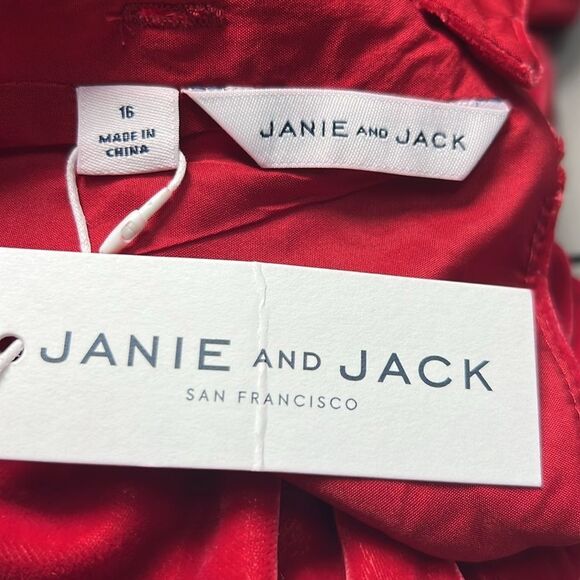 16
MADE IN
CHINA
JANIE AND JACK
JANIE AND JACK
SAN FRANCISCO